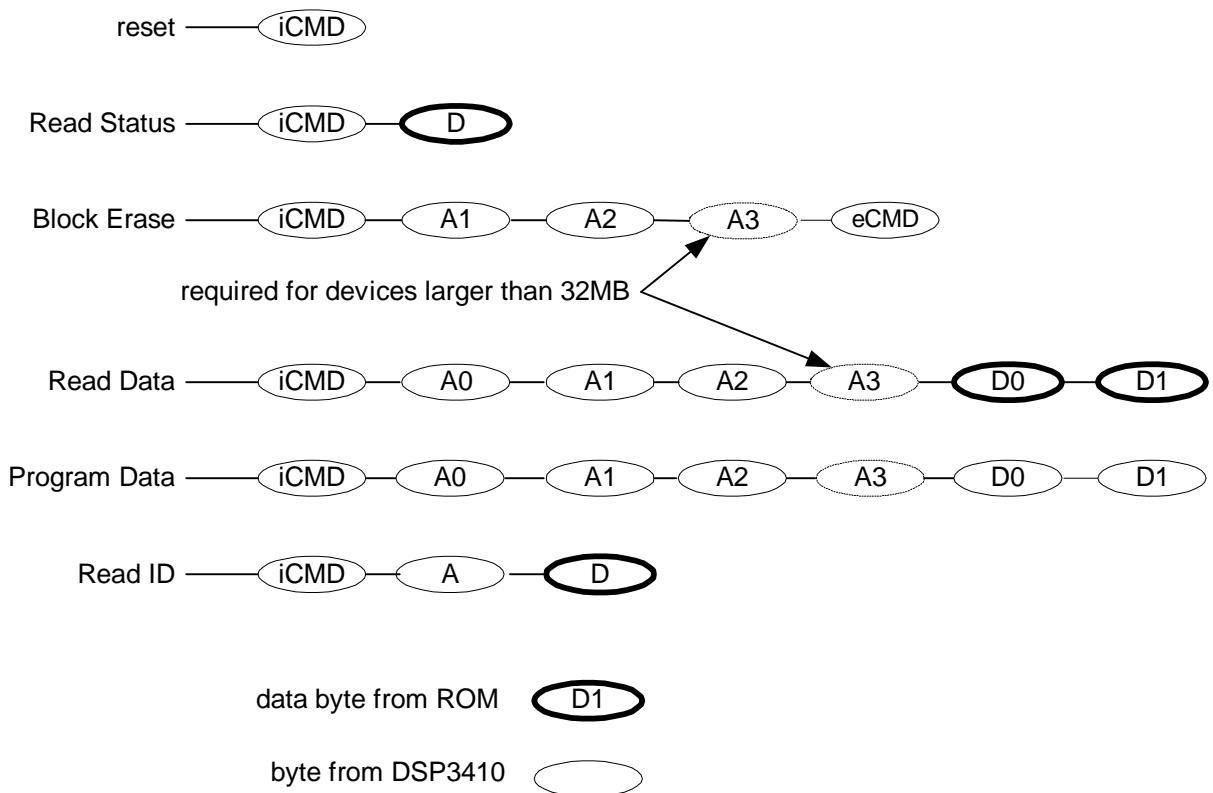 reset iCMD
Read Status iCMD D
Block Erase iCMD A1 A2 A3 eCMD
required for devices larger than 32MB
Read Data iCMD A0 A1 A2 A3 D0 D1
Program Data iCMD A0 A1 A2 A3 D0 D1
Read ID iCMD A D
data byte from ROM D1
byte from DSP3410